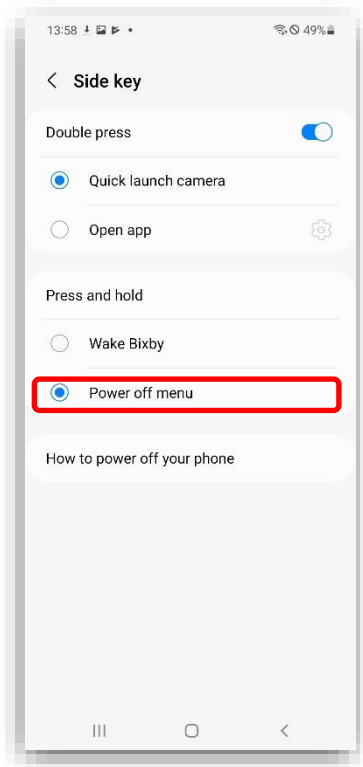 13:58 49%
Side key
Double press
Quick launch camera
Open app
Press and hold
Wake Bixby
Power off menu
How to power off your phone